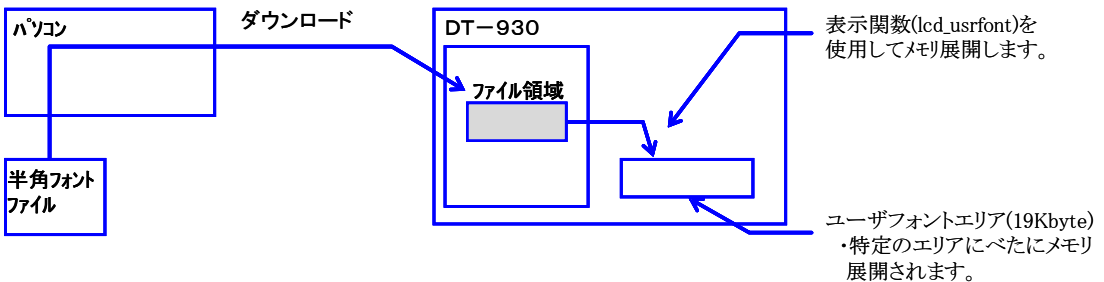 パソコン
ダウンロード
DT－930
ファイル領域
半角フォント
ファイル
表示関数(lcd_usrfont)を
使用してメモリ展開します。
ユーザフォントエリア(19Kbyte)
・特定のエリアにべたにメモリ
展開されます。